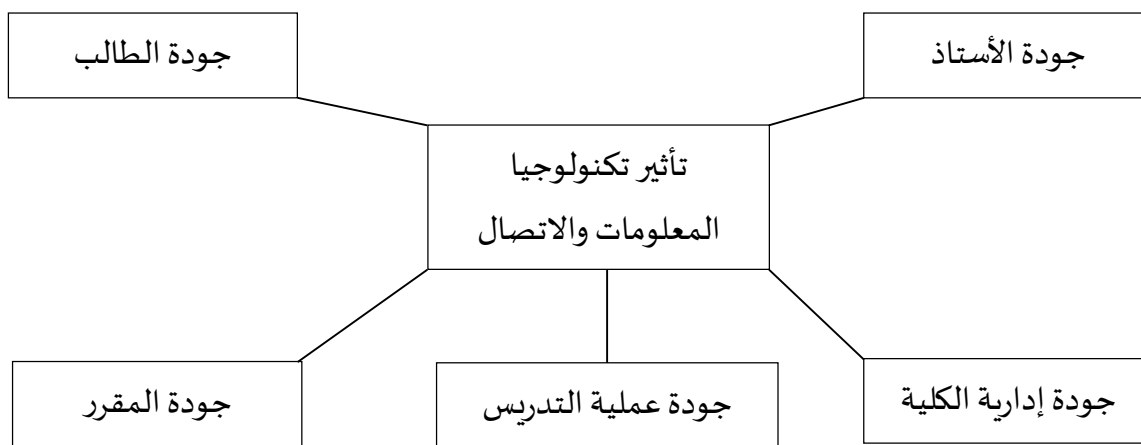 جودة الأستاذ
جودة الطالب
تأثير تكنولوجيا
المعلومات والاتصال
جودة إدارية الكلية
جودة عملية التدريس
جودة المقرر